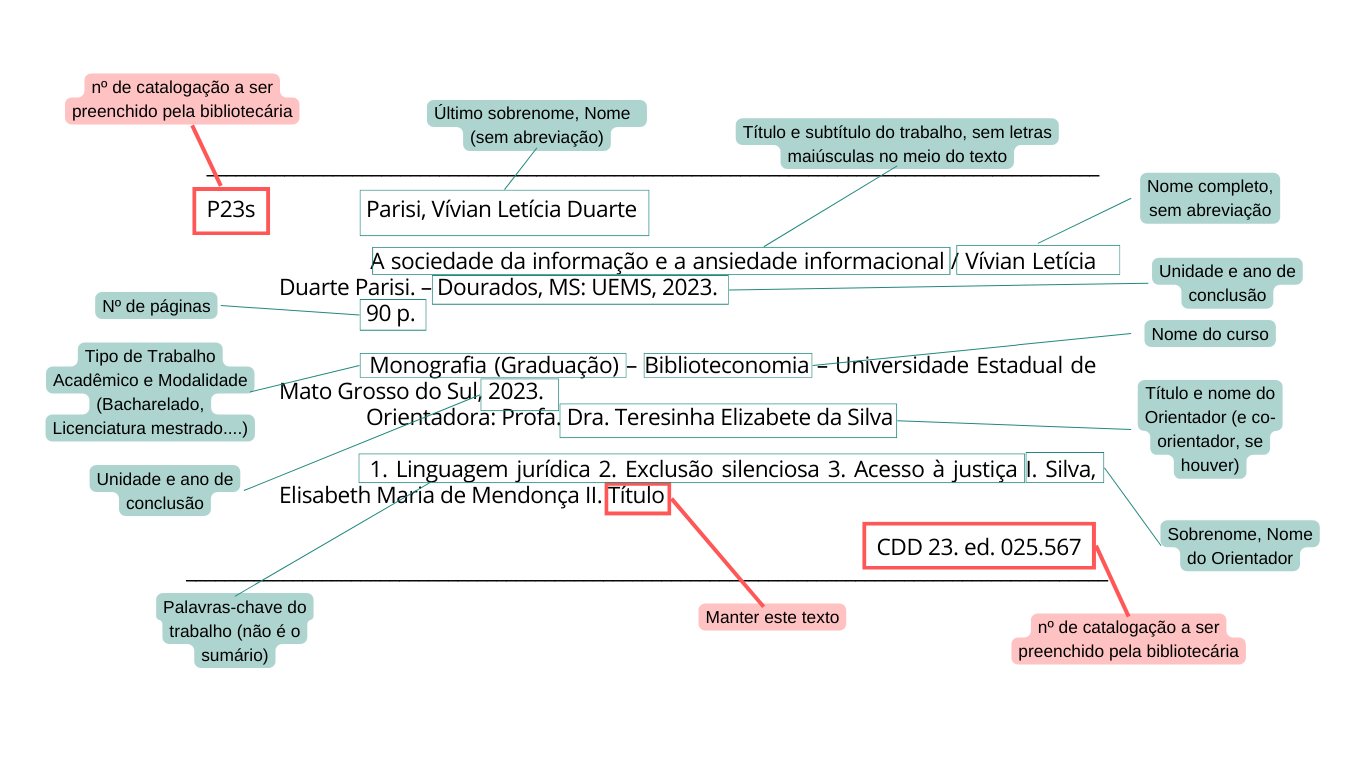 nº de catalogação a ser
preenchido pela bibliotecária
Último sobrenome, Nome
(sem abreviação)
Título e subtítulo do trabalho, sem letras
maiúsculas no meio do texto
Nome completo,
sem abreviação
P23s
Parisi, Vívian Letícia Duarte
A sociedade da informação e a ansiedade informacional / Vívian Letícia
Duarte Parisi. – Dourados, MS: UEMS, 2023.
90 p.
Unidade e ano de
conclusão
Nº de páginas
Nome do curso
Tipo de Trabalho
Acadêmico e Modalidade
(Bacharelado,
Licenciatura mestrado....)
Monografia (Graduação) – Biblioteconomia – Universidade Estadual de
Mato Grosso do Sul, 2023.
Orientadora: Profa. Dra. Teresinha Elizabete da Silva
Título e nome do
Orientador (e co-
orientador, se
houver)
Unidade e ano de
conclusão
1. Linguagem jurídica 2. Exclusão silenciosa 3. Acesso à justiça I. Silva,
Elisabeth Maria de Mendonça II. Título
CDD 23. ed. 025.567
Sobrenome, Nome
do Orientador
Palavras-chave do
trabalho (não é o
sumário)
Manter este texto
nº de catalogação a ser
preenchido pela bibliotecária